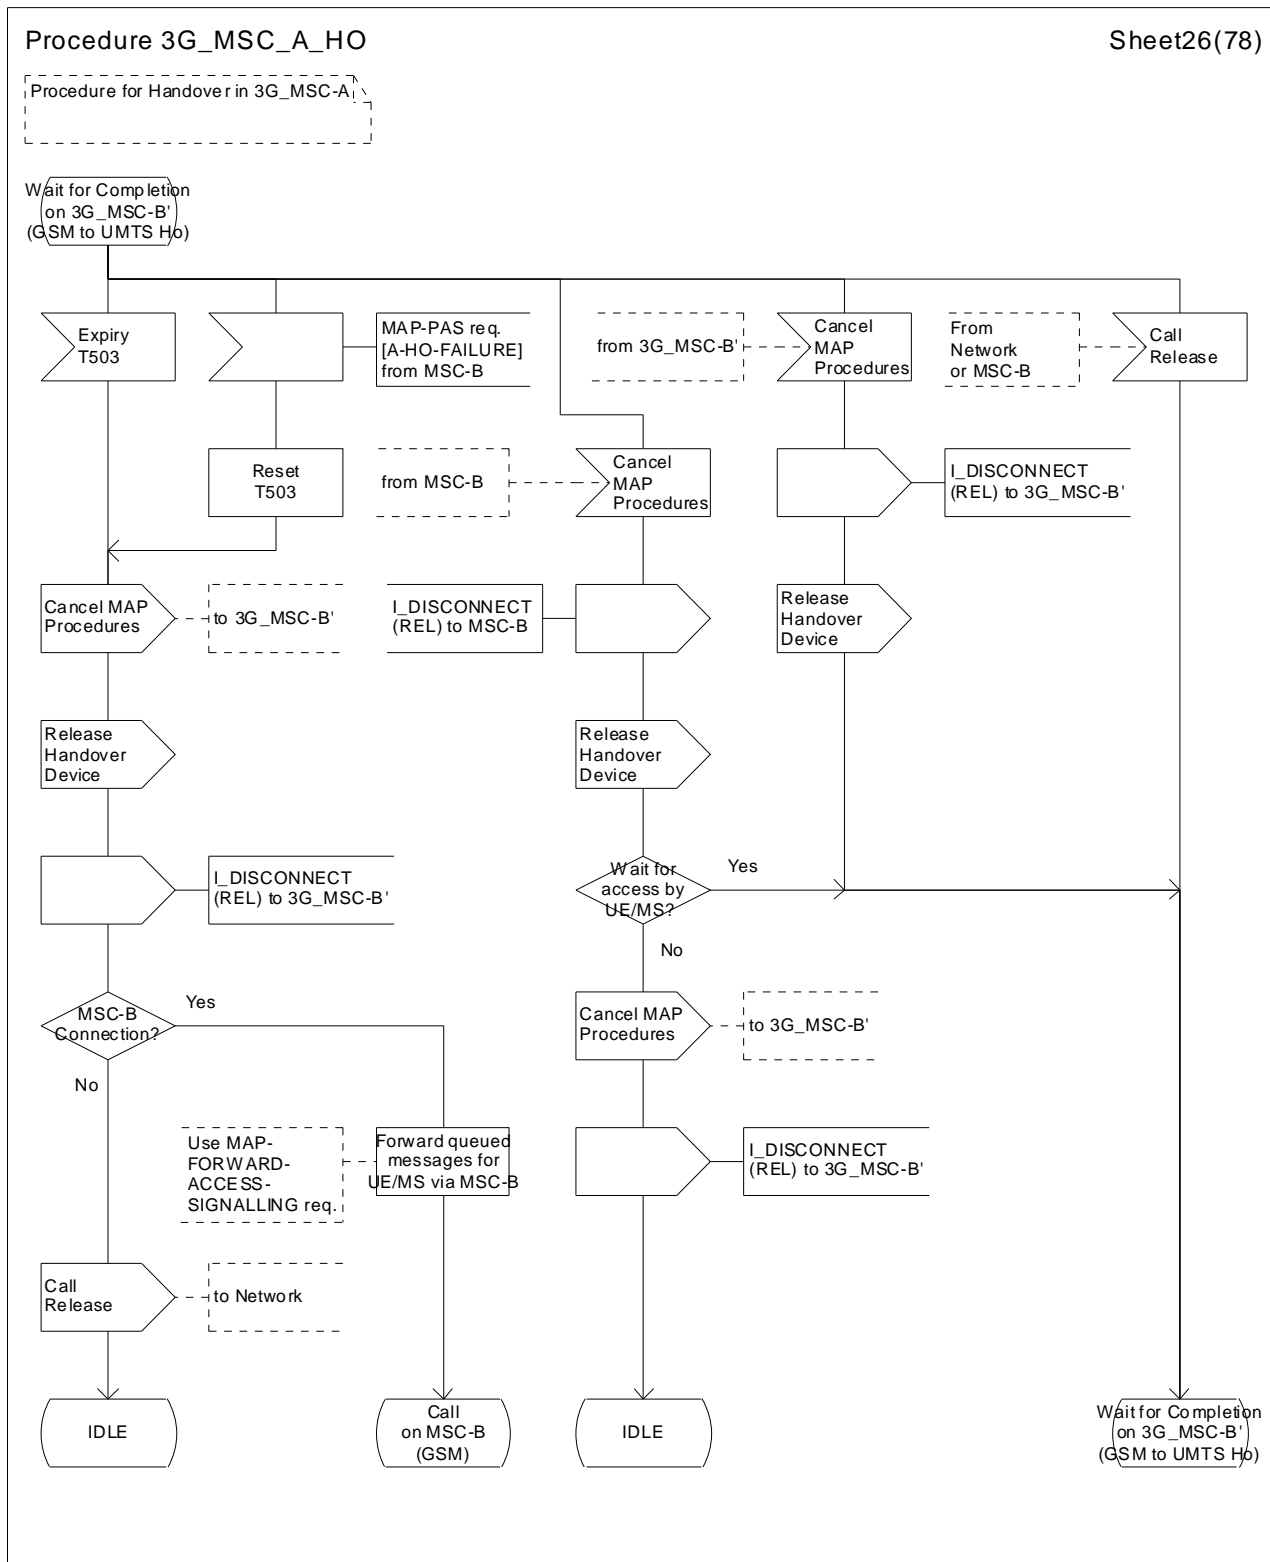 Procedure 3G_MSC_A_HO
Sheet26(78)
Procedure for Handover in 3G_MSC-A
Wait for Completion
on 3G_MSC-B'
(GSM to UMTS Ho)
Expiry
T503
MAP-PAS req.
[A-HO-FAILURE]
from MSC-B
from 3G_MSC-B'
Cancel
MAP
Procedures
From
Network
or MSC-B
Call
Release
Reset
T503
from MSC-B
Cancel
MAP
Procedures
I_DISCONNECT
(REL) to 3G_MSC-B'
Cancel MAP
Procedures
to 3G_MSC-B'
I_DISCONNECT
(REL) to MSC-B
Release
Handover
Device
Release
Handover
Device
Release
Handover
Device
I_DISCONNECT
(REL) to 3G_MSC-B'
Wait for
access by
UE/MS?
Yes
No
MSC-B
Connection?
Yes
No
Cancel MAP
Procedures
to 3G_MSC-B'
Use MAP-
FORWARD-
ACCESS-
SIGNALLING req.
Forward queued
messages for
UE/MS via MSC-B
I_DISCONNECT
(REL) to 3G_MSC-B'
Call
Release
to Network
IDLE
Call
on MSC-B
(GSM)
IDLE
Wait for Completion
on 3G_MSC-B'
(GSM to UMTS Ho)